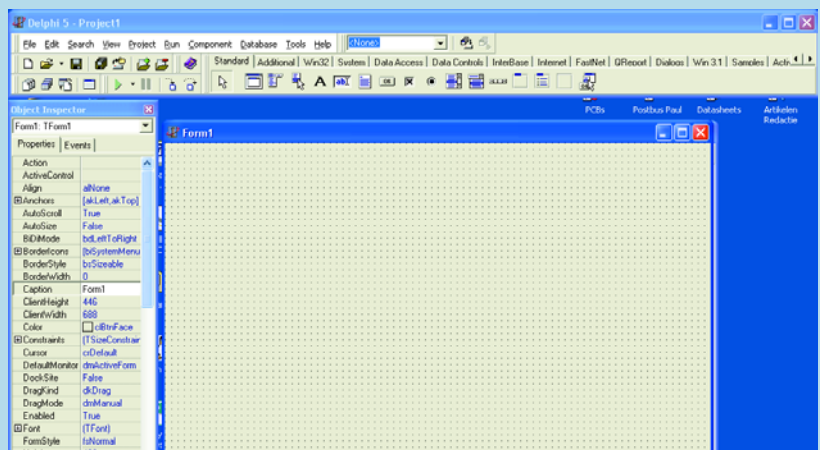 Delphi 5 - Project1
File Edit Search View Project Run Component Database Tools Help <None>
Standard Additional Win32 System Data Access Data Controls InterBase Internet FastNet QReport Dialogs Win 3.1 Samples
A ab OK
PCBs Postbus Paul Datasheets Artikelen Redactie
Object Inspector
Form1: TForm1
Properties Events
Form1
Action
ActiveControl
Align alNone
Anchors [akLeft,akTop]
AutoScroll True
AutoSize False
BiDiMode bdLeftToRight
BorderIcons [biSystemMenu
BorderStyle bsSizeable
BorderWidth 0
Caption Form1
ClientHeight 446
ClientWidth 688
Color clBtnFace
Constraints (TSizeConstrair
Cursor crDefault
DefaultMonitor dmActiveForm
DockSite False
DragKind dkDrag
DragMode dmManual
Enabled True
Font (TFont)
FormStyle fsNormal